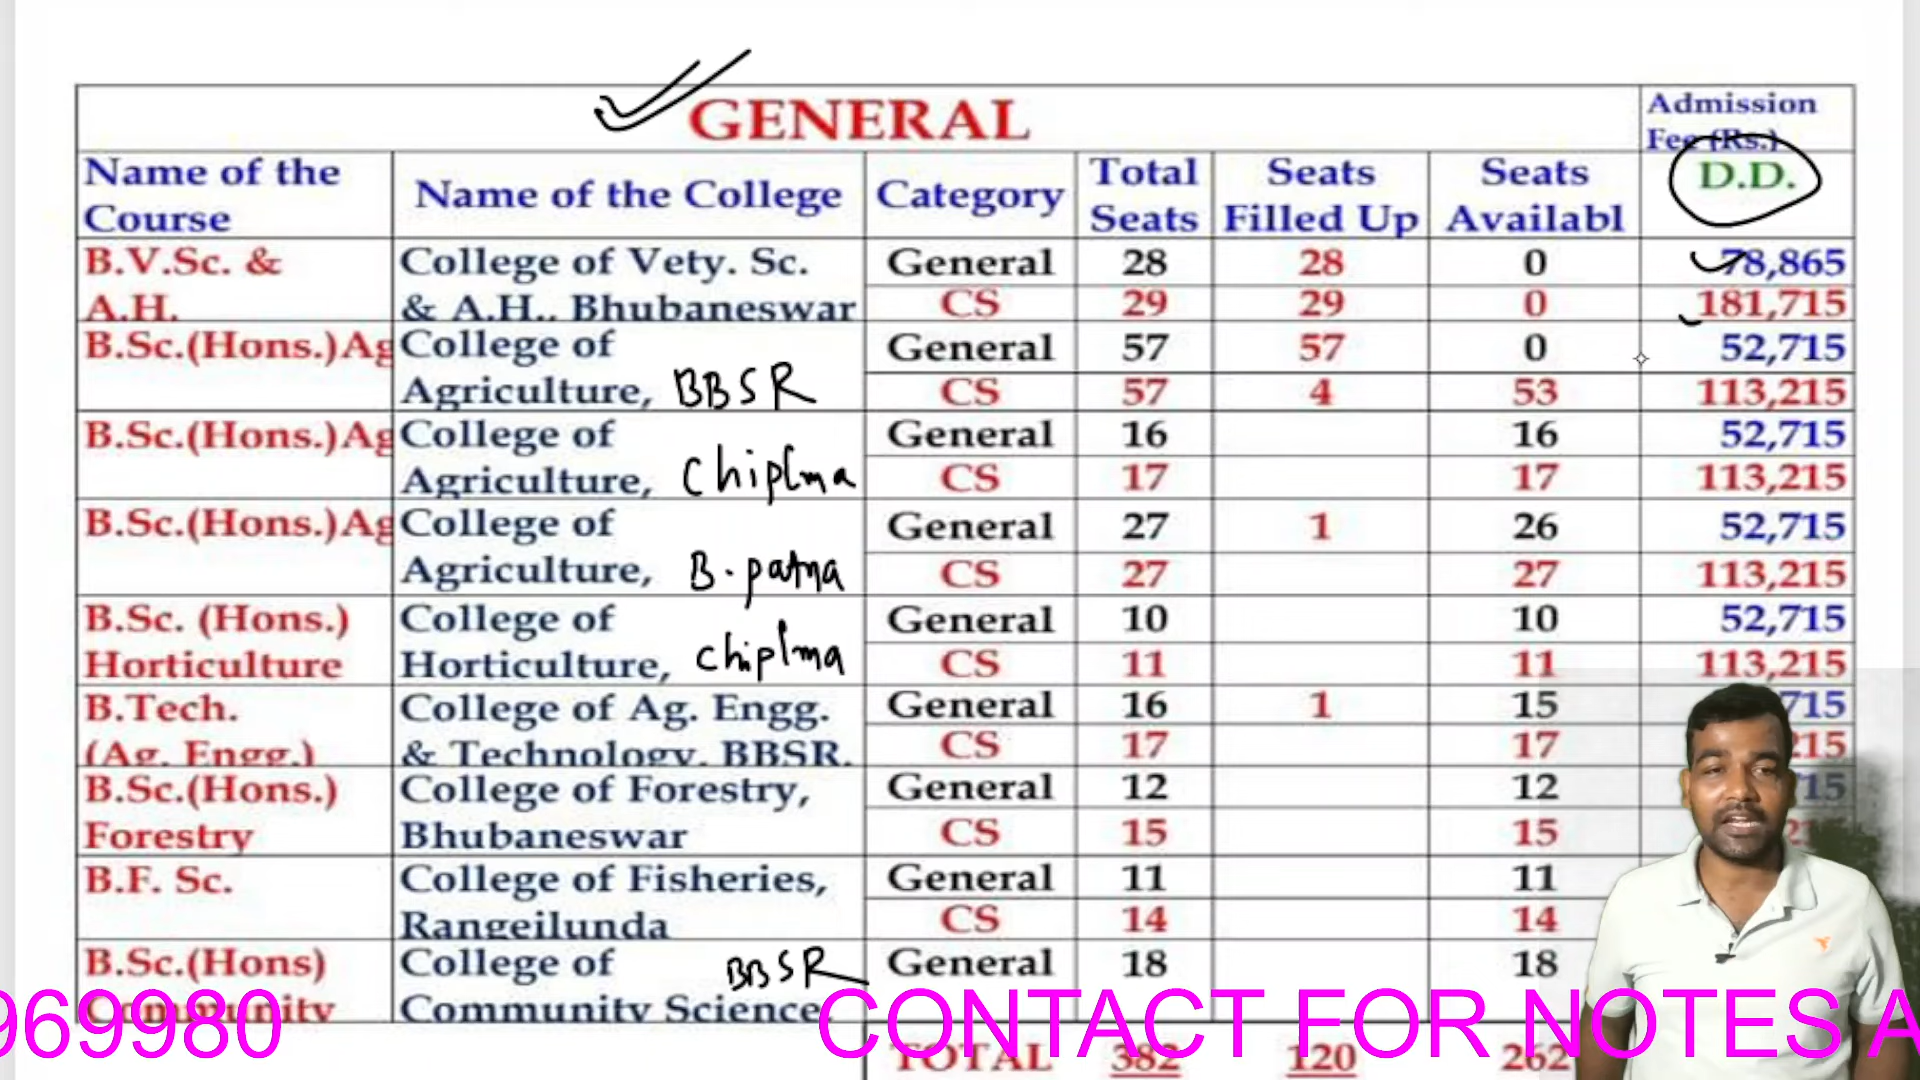 GENERAL
Admission Fee (Rs.)
Name of the Course
Name of the College
Category
Total Seats
Seats Filled Up
Seats Availabl
D.D.
B.V.Sc. & A.H.
College of Vety. Sc. & A.H., Bhubaneswar
General 28 28 0 78,865
CS 29 29 0 181,715
B.Sc.(Hons.)Ag
College of Agriculture, BBSR
General 57 57 0 52,715
CS 57 4 53 113,215
B.Sc.(Hons.)Ag
College of Agriculture, Chiplma
General 16 16 52,715
CS 17 17 113,215
B.Sc.(Hons.)Ag
College of Agriculture, B.patna
General 27 1 26 52,715
CS 27 27 113,215
B.Sc. (Hons.) Horticulture
College of Horticulture, chiplma
General 10 10 52,715
CS 11 11 113,215
B.Tech. (Ag. Engg.)
College of Ag. Engg. & Technology, BBSR.
General 16 1 15 715
CS 17 17 215
B.Sc.(Hons.) Forestry
College of Forestry, Bhubaneswar
General 12 12 15
CS 15 15
B.F. Sc.
College of Fisheries, Rangeilunda
General 11 11
CS 14 14
B.Sc.(Hons) Community
College of Community Science, BBSR
General 18 18
TOTAL 382 120 262
969980 CONTACT FOR NOTES A